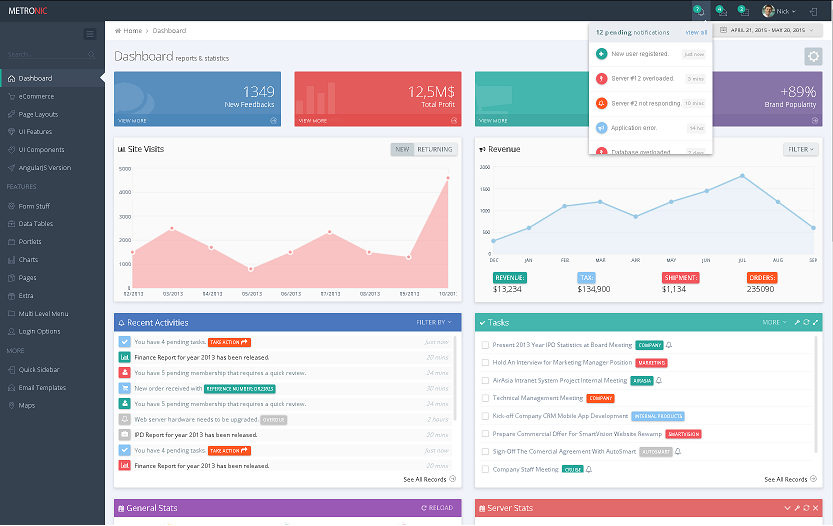 METRONIC
7
4
3
Nick
Search...
Dashboard
eCommerce
Page Layouts
UI Features
UI Components
AngularJS Version
FEATURES
Form Stuff
Data Tables
Portlets
Charts
Pages
Extra
Multi Level Menu
Login Options
MORE
Quick Sidebar
Email Templates
Maps
Home > Dashboard
APRIL 21, 2015 - MAY 20, 2015
Dashboard reports & statistics
12 pending notifications view all
New user registered. just now
Server #12 overloaded. 3 mins
Server #2 not responding. 10 mins
Application error. 14 hrs
Database overloaded. 2 days
1349
New Feedbacks
VIEW MORE
12,5M$
Total Profit
VIEW MORE
+89%
Brand Popularity
Site Visits
NEW RETURNING
5000
4000
3000
2000
1000
0
02/2013 03/2013 04/2013 05/2013 06/2013 07/2013 08/2013 09/2013 10/201
Revenue
FILTER
2000
1500
1000
500
0
DEC JAN FEB MAR APR MAY JUN JUL AUG SEP
REVENUE: TAX: SHIPMENT: ORDERS:
$13,234 $134,900 $1,134 235090
Recent Activities FILTER BY
You have 4 pending tasks. TAKE ACTION Just now
Finance Report for year 2013 has been released. 20 mins
You have 5 pending membership that requires a quick review. 24 mins
New order received with REFERENCE NUMBER: DR23923 30 mins
You have 5 pending membership that requires a quick review. 24 mins
Web server hardware needs to be upgraded. OVERDUE 2 hours
IPO Report for year 2013 has been released. 20 mins
You have 4 pending tasks. TAKE ACTION Just now
Finance Report for year 2013 has been released. 20 mins
See All Records
Tasks MORE
Present 2013 Year IPO Statistics at Board Meeting COMPANY
Hold An Interview for Marketing Manager Position MARKETING
AirAsia Intranet System Project Internal Meeting AIRASIA
Technical Management Meeting COMPANY
Kick-off Company CRM Mobile App Development INTERNAL PRODUCTS
Prepare Commercial Offer For SmartVision Website Rewamp SMARTVISION
Sign-Off The Comercial Agreement With AutoSmart AUTOSMART
Company Staff Meeting CRUISE
See All Records
General Stats RELOAD
Server Stats